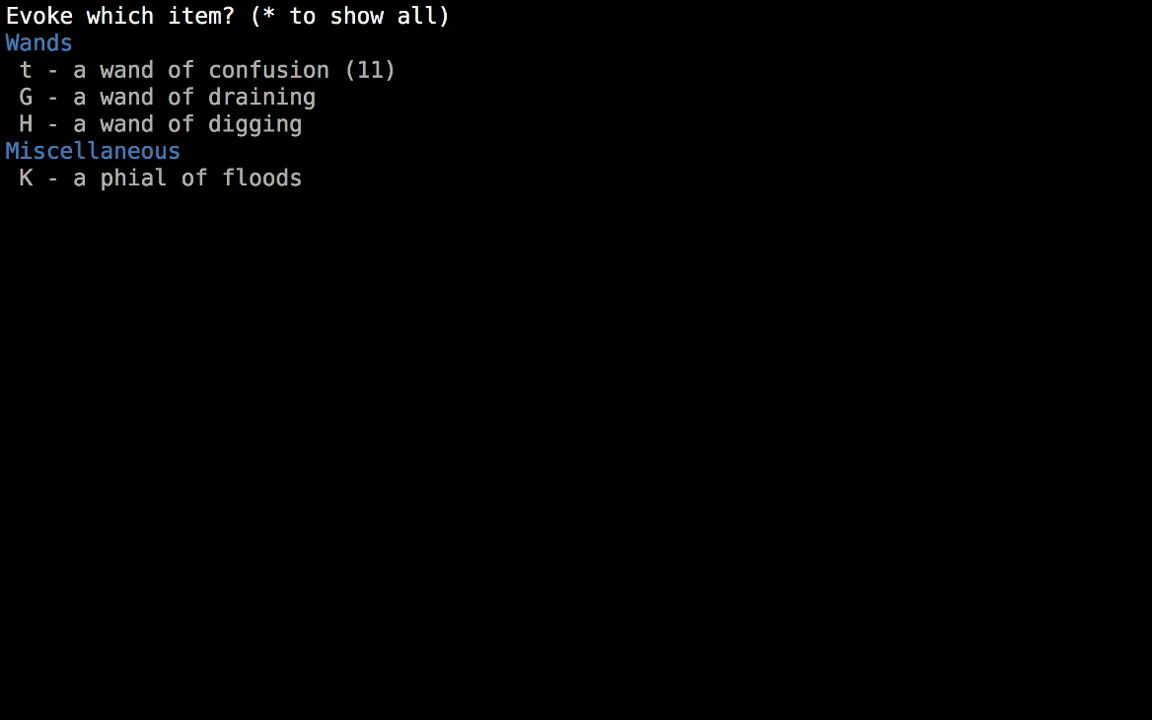 Evoke which item? (* to show all)
Wands
t - a wand of confusion (11)
G - a wand of draining
H - a wand of digging
Miscellaneous
K - a phial of floods